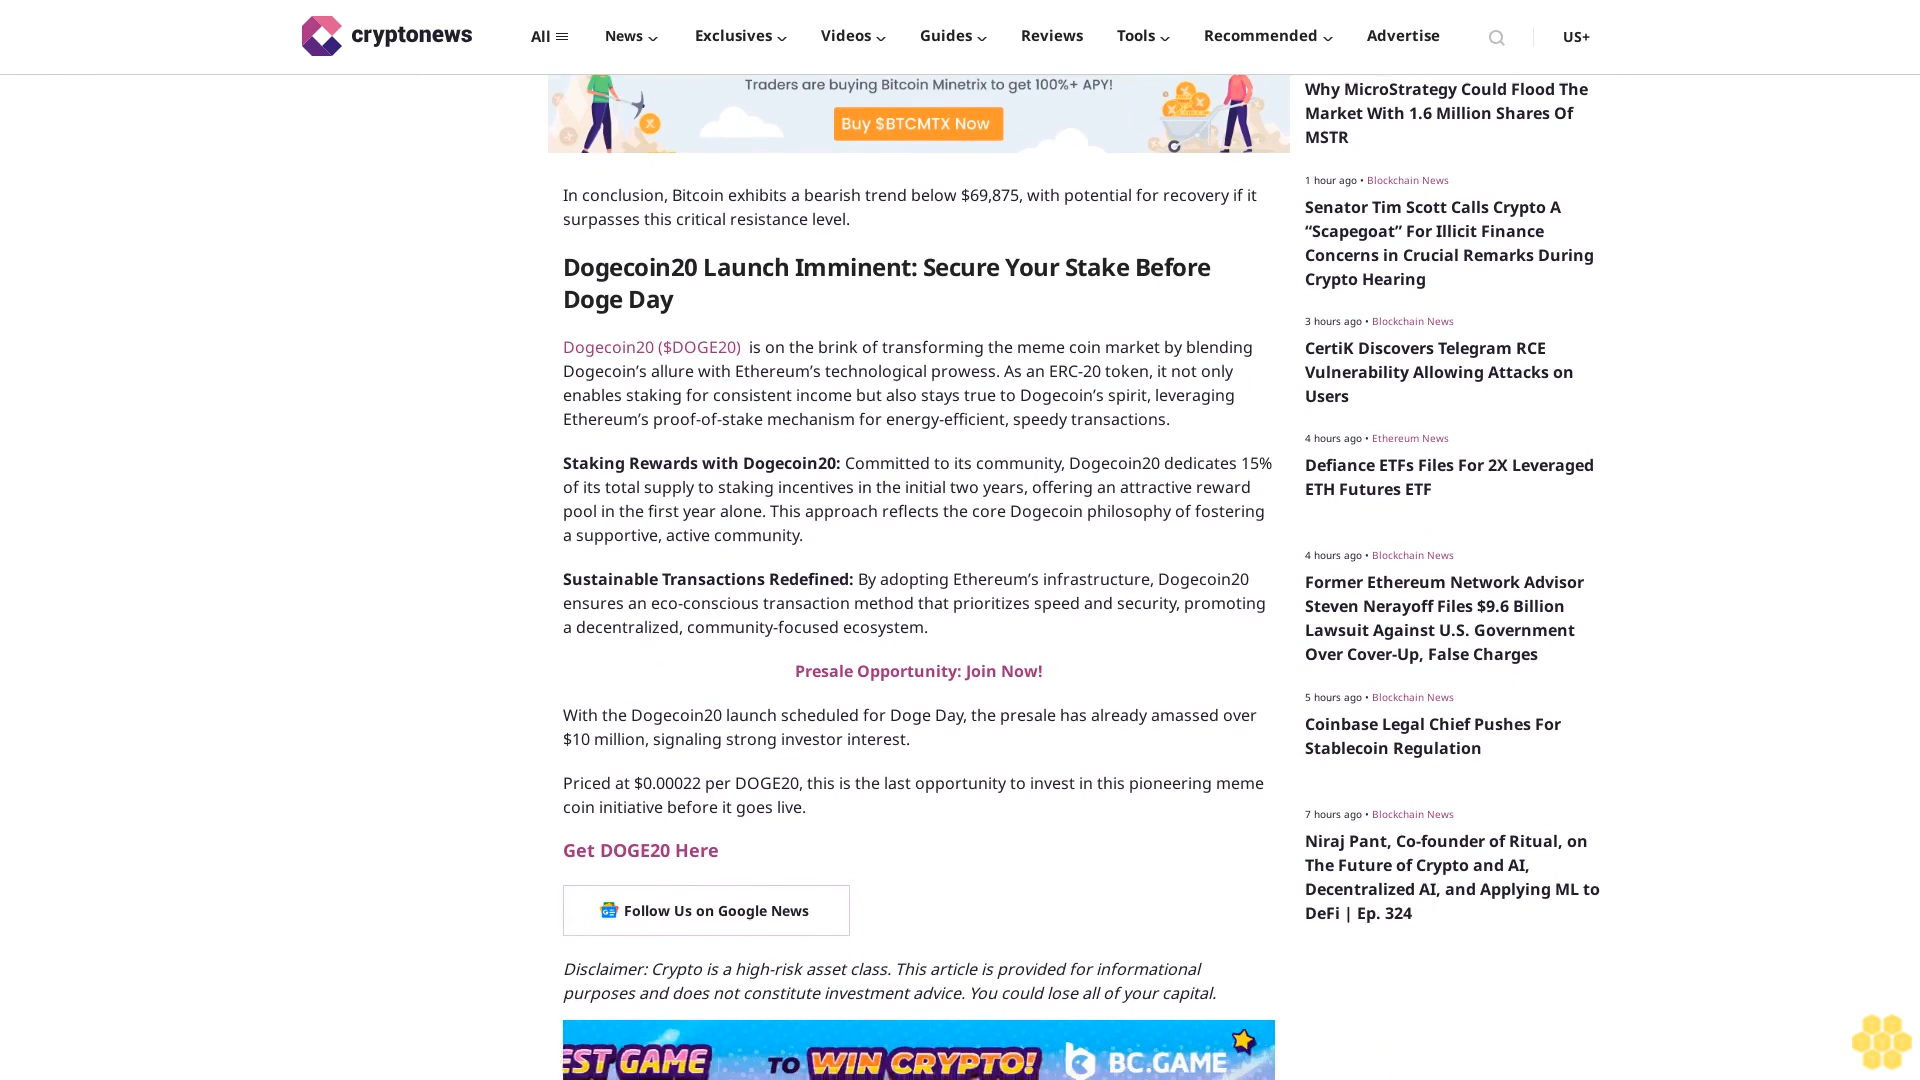 cryptonews
All
News
Exclusives
Videos
Guides
Reviews
Tools
Recommended
Advertise
US+
Traders are buying Bitcoin Minetrix to get 100%+ APY!
Buy $BTCMTX Now
In conclusion, Bitcoin exhibits a bearish trend below $69,875, with potential for recovery if it
surpasses this critical resistance level.
Dogecoin20 Launch Imminent: Secure Your Stake Before
Doge Day
Dogecoin20 ($DOGE20) is on the brink of transforming the meme coin market by blending
Dogecoin’s allure with Ethereum’s technological prowess. As an ERC-20 token, it not only
enables staking for consistent income but also stays true to Dogecoin’s spirit, leveraging
Ethereum’s proof-of-stake mechanism for energy-efficient, speedy transactions.
Staking Rewards with Dogecoin20: Committed to its community, Dogecoin20 dedicates 15%
of its total supply to staking incentives in the initial two years, offering an attractive reward
pool in the first year alone. This approach reflects the core Dogecoin philosophy of fostering
a supportive, active community.
Sustainable Transactions Redefined: By adopting Ethereum’s infrastructure, Dogecoin20
ensures an eco-conscious transaction method that prioritizes speed and security, promoting
a decentralized, community-focused ecosystem.
Presale Opportunity: Join Now!
With the Dogecoin20 launch scheduled for Doge Day, the presale has already amassed over
$10 million, signaling strong investor interest.
Priced at $0.00022 per DOGE20, this is the last opportunity to invest in this pioneering meme
coin initiative before it goes live.
Get DOGE20 Here
Follow Us on Google News
Disclaimer: Crypto is a high-risk asset class. This article is provided for informational
purposes and does not constitute investment advice. You could lose all of your capital.
EST GAME TO WIN CRYPTO! BC.GAME
Why MicroStrategy Could Flood The
Market With 1.6 Million Shares Of
MSTR
1 hour ago • Blockchain News
Senator Tim Scott Calls Crypto A
“Scapegoat” For Illicit Finance
Concerns in Crucial Remarks During
Crypto Hearing
3 hours ago • Blockchain News
CertiK Discovers Telegram RCE
Vulnerability Allowing Attacks on
Users
4 hours ago • Ethereum News
Defiance ETFs Files For 2X Leveraged
ETH Futures ETF
4 hours ago • Blockchain News
Former Ethereum Network Advisor
Steven Nerayoff Files $9.6 Billion
Lawsuit Against U.S. Government
Over Cover-Up, False Charges
5 hours ago • Blockchain News
Coinbase Legal Chief Pushes For
Stablecoin Regulation
7 hours ago • Blockchain News
Niraj Pant, Co-founder of Ritual, on
The Future of Crypto and AI,
Decentralized AI, and Applying ML to
DeFi | Ep. 324